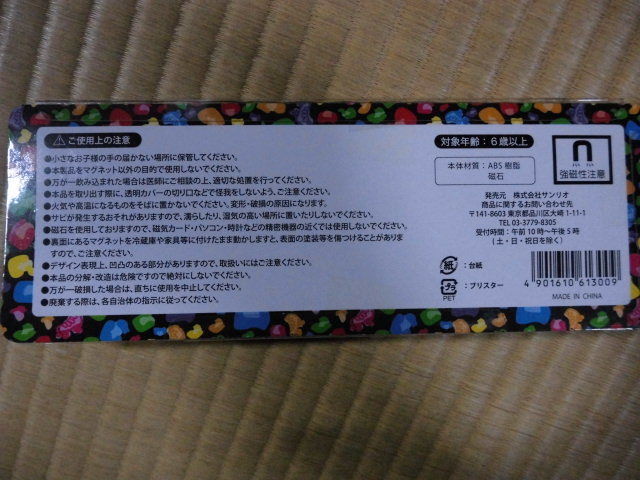 ご使用上の注意
●小さなお子様の手の届かない場所に保管してください。
●本製品をマグネット以外の目的で使用しないでください。
●万が一飲み込まれた場合は医師にご相談の上、適切な処置を行ってください。
●本品を取り出す際に、透明カバーの切り口などで怪我をしないよう、ご注意ください。
●火気や高温になるものをそばに置かないでください。変形・破損の原因になります。
●サビが発生するおそれがありますので、濡らしたり、湿気の高い場所に置いたりしないでください。
●磁石を使用しておりますので、磁気カード・パソコン・時計などの精密機器の近くでは使用しないでください。
●裏面にあるマグネットを冷蔵庫や家具等に付けたまま動かしますと、表面の塗装等を傷つけることがありますので、ご注意ください。
●デザイン表現上、凹凸のある部分がありますので、取扱いにはご注意ください。
●本品の分解・改造は危険ですので絶対にしないでください。
●万が一破損した場合は、直ちに使用を中止してください。
●廃棄する際は、各自治体の指示に従ってください。
対象年齢:6歳以上
本体材質:ABS樹脂
磁石
強磁性注意
発売元 株式会社サンリオ
商品に関するお問い合わせ先
〒141-8603 東京都品川区大崎 1-11-1
TEL 03-3779-8305
受付時間:午前10時〜午後5時
(土・日・祝日を除く)
紙:台紙
プラ:ブリスター
PET
4 901610 613009
MADE IN CHINA